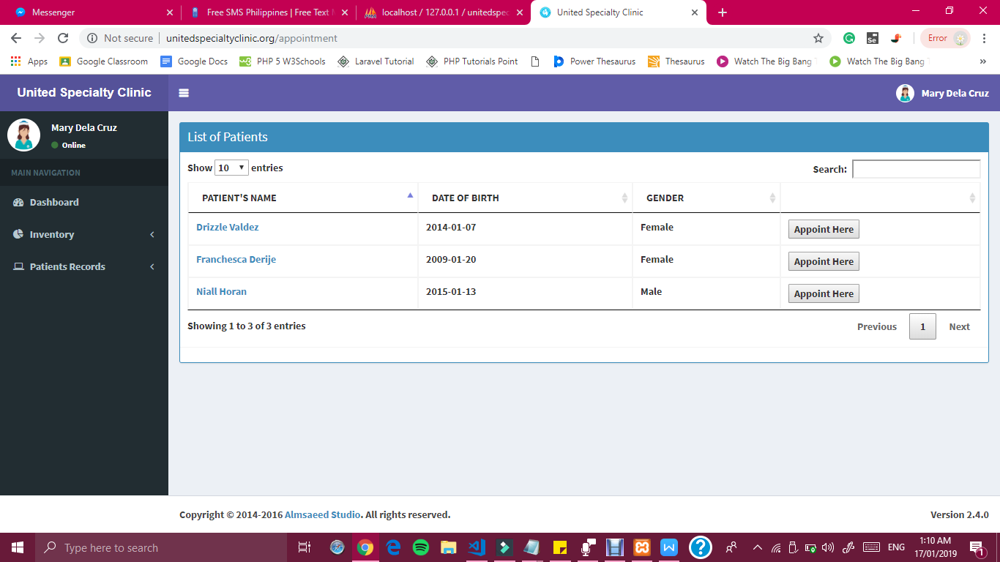 Messenger
Free SMS Philippines | Free Text M
localhost / 127.0.0.1 / unitedspec
United Specialty Clinic
Not secure
unitedspecialtyclinic.org/appointment
Se
Error
Apps
Google Classroom
Google Docs
w3
PHP 5 W3Schools
Laravel Tutorial
PHP Tutorials Point
Power Thesaurus
Thesaurus
Watch The Big Bang T
Watch The Big Bang T
»
United Specialty Clinic
Mary Dela Cruz
Mary Dela Cruz
Online
MAIN NAVIGATION
Dashboard
Inventory
Patients Records
List of Patients
Show 10 entries
Search:
PATIENT'S NAME DATE OF BIRTH GENDER
Drizzle Valdez 2014-01-07 Female Appoint Here
Franchesca Derije 2009-01-20 Female Appoint Here
Niall Horan 2015-01-13 Male Appoint Here
Showing 1 to 3 of 3 entries
Previous 1 Next
Copyright © 2014-2016 Almsaeed Studio. All rights reserved.
Version 2.4.0
Type here to search
ENG
1:10 AM
17/01/2019
1